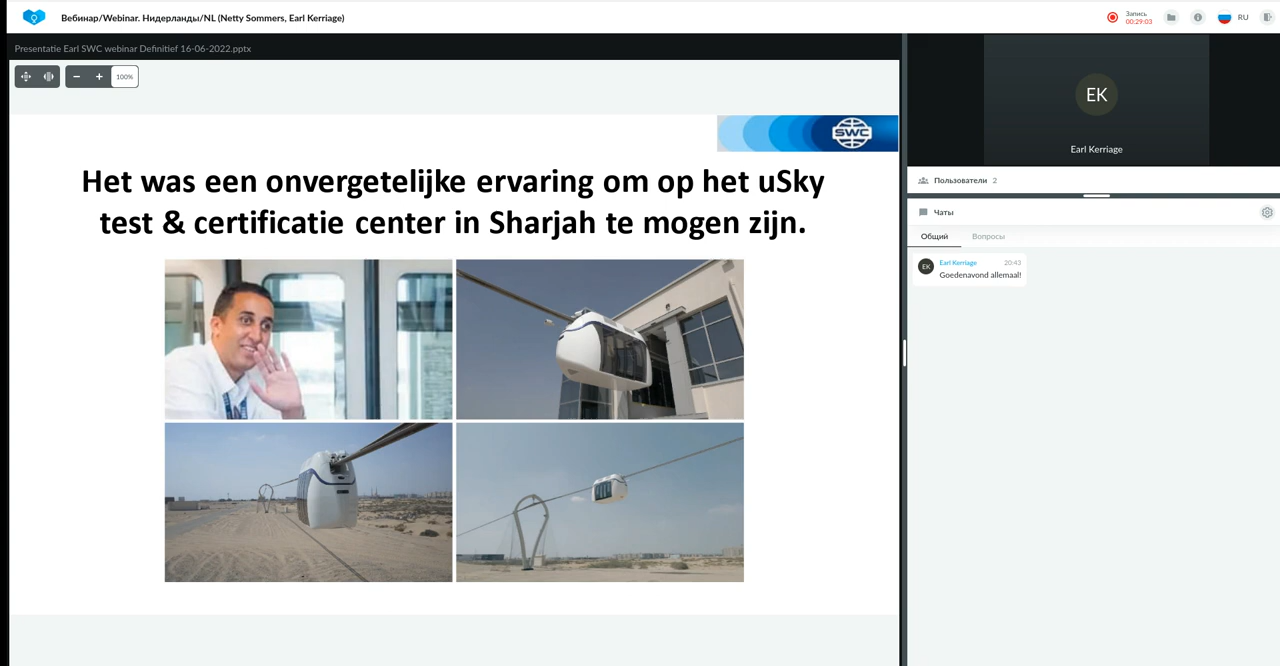 Вебинар/Webinar. Нидерланды/NL (Netty Sommers, Earl Kerriage)
Запись
00:29:03
RU
Presentatie Earl SWC webinar Definitief 16-06-2022.pptx
100%
SWC
Het was een onvergetelijke ervaring om op het uSky
test & certificatie center in Sharjah te mogen zijn.
EK
Earl Kerriage
Пользователи 2
Чаты
Общий Вопросы
EK
Earl Kerriage 20:43
Goedenavond allemaal!